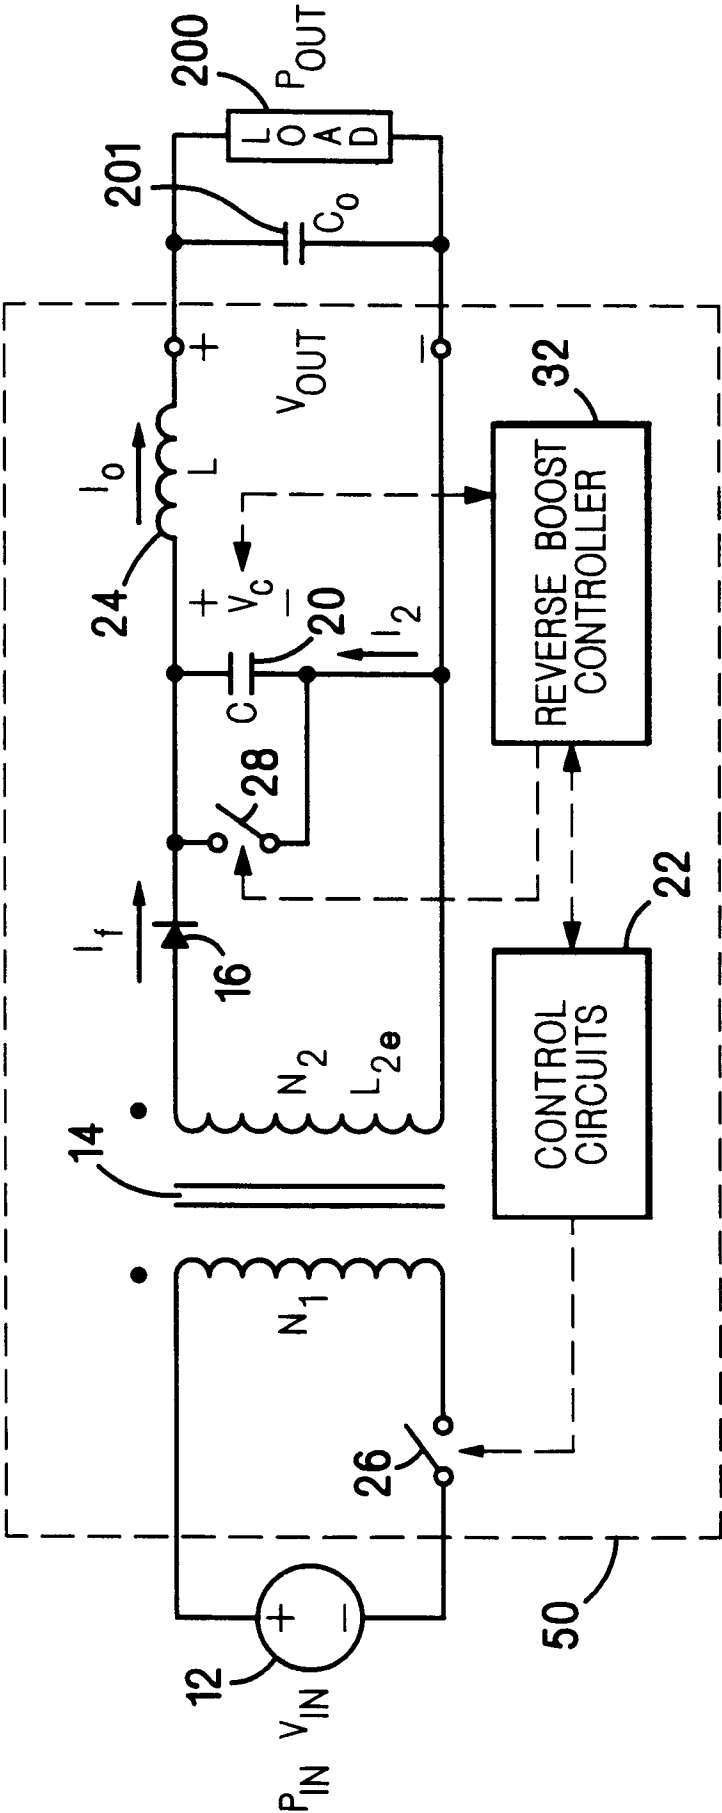 P_IN
V_IN
12
+
−
50
26
N_1
14
N_2
L_2e
I_f
16
28
C
20
+
V_C
−
I_2
24
I_o
L
+
V_OUT
−
201
C_o
200
LOAD
P_OUT
CONTROL
CIRCUITS
22
REVERSE BOOST
CONTROLLER
32